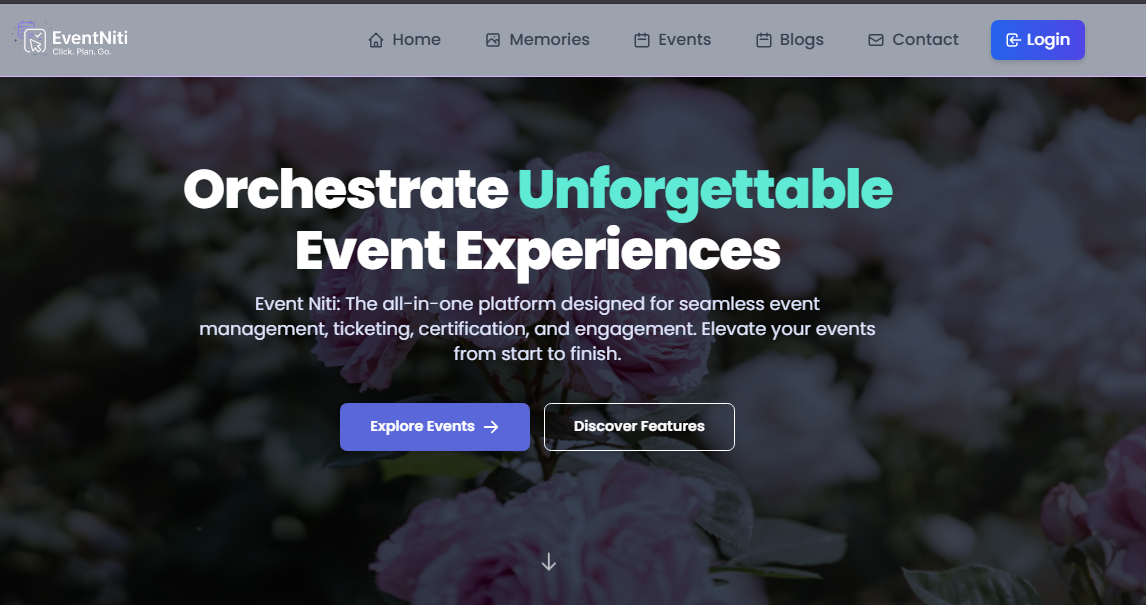 EventNiti
Click. Plan. Go.
Home
Memories
Events
Blogs
Contact
Login
Orchestrate Unforgettable
Event Experiences
Event Niti: The all-in-one platform designed for seamless event
management, ticketing, certification, and engagement. Elevate your events
from start to finish.
Explore Events
Discover Features